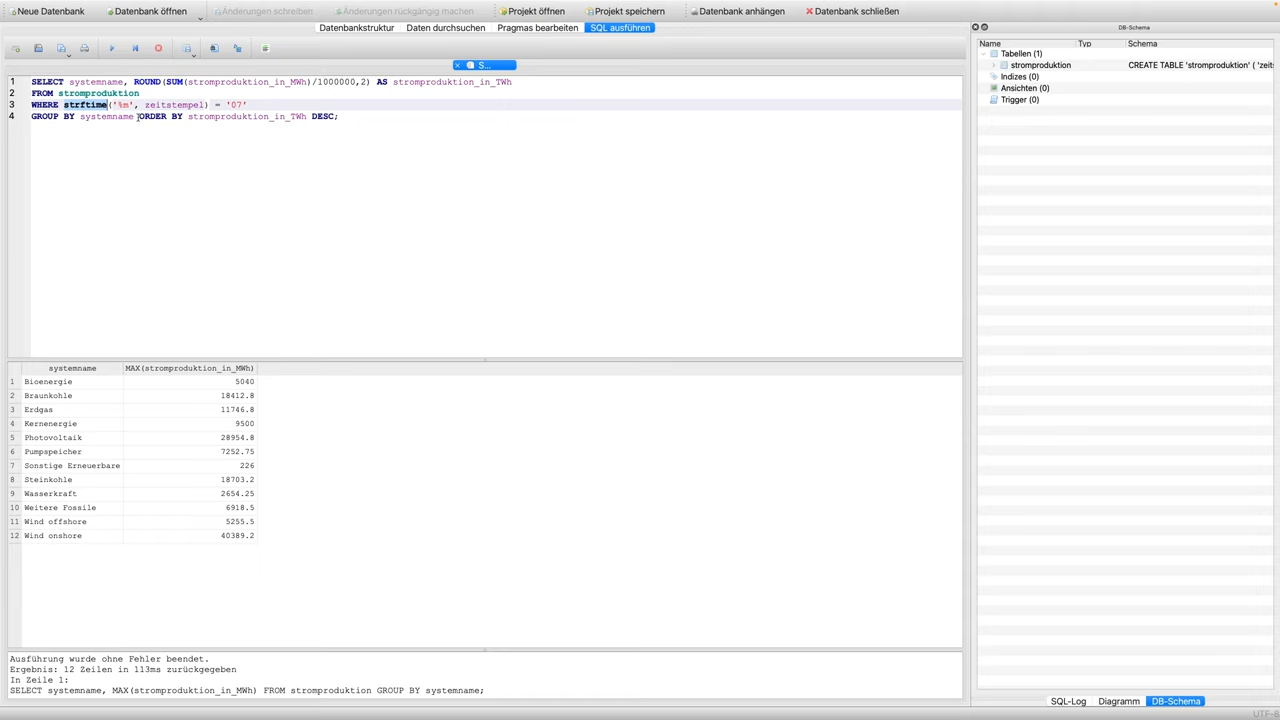 Neue Datenbank Datenbank öffnen Änderungen schreiben Änderungen rückgängig machen Projekt öffnen Projekt speichern Datenbank anhängen Datenbank schließen
Datenbankstruktur Daten durchsuchen Pragmas bearbeiten SQL ausführen
S...
1 SELECT systemname, ROUND(SUM(stromproduktion_in_MWh)/1000000,2) AS stromproduktion_in_TWh
2 FROM stromproduktion
3 WHERE strftime('%m', zeitstempel) = '07'
4 GROUP BY systemname ORDER BY stromproduktion_in_TWh DESC;
systemname MAX(stromproduktion_in_MWh)
1 Bioenergie 5040
2 Braunkohle 18412.8
3 Erdgas 11746.8
4 Kernenergie 9500
5 Photovoltaik 28954.8
6 Pumpspeicher 7252.75
7 Sonstige Erneuerbare 226
8 Steinkohle 18703.2
9 Wasserkraft 2654.25
10 Weitere Fossile 6918.5
11 Wind offshore 5255.5
12 Wind onshore 40389.2
Ausführung wurde ohne Fehler beendet.
Ergebnis: 12 Zeilen in 113ms zurückgegeben
In Zeile 1:
SELECT systemname, MAX(stromproduktion_in_MWh) FROM stromproduktion GROUP BY systemname;
DB-Schema
Name Typ Schema
Tabellen (1)
stromproduktion CREATE TABLE 'stromproduktion' ( 'zeits
Indizes (0)
Ansichten (0)
Trigger (0)
SQL-Log Diagramm DB-Schema
UTF-8